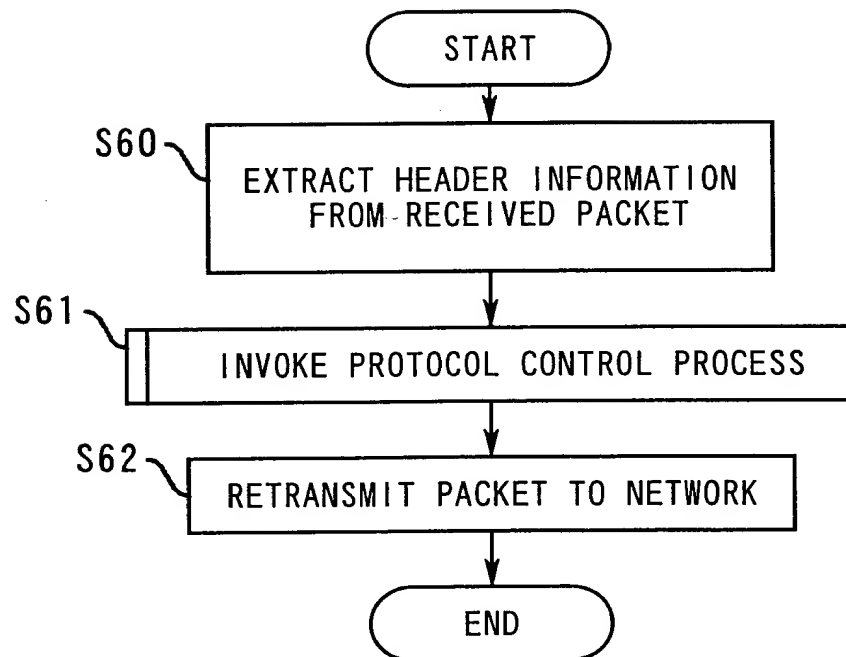 START
S60
EXTRACT HEADER INFORMATION
FROM RECEIVED PACKET
S61
INVOKE PROTOCOL CONTROL PROCESS
S62
RETRANSMIT PACKET TO NETWORK
END